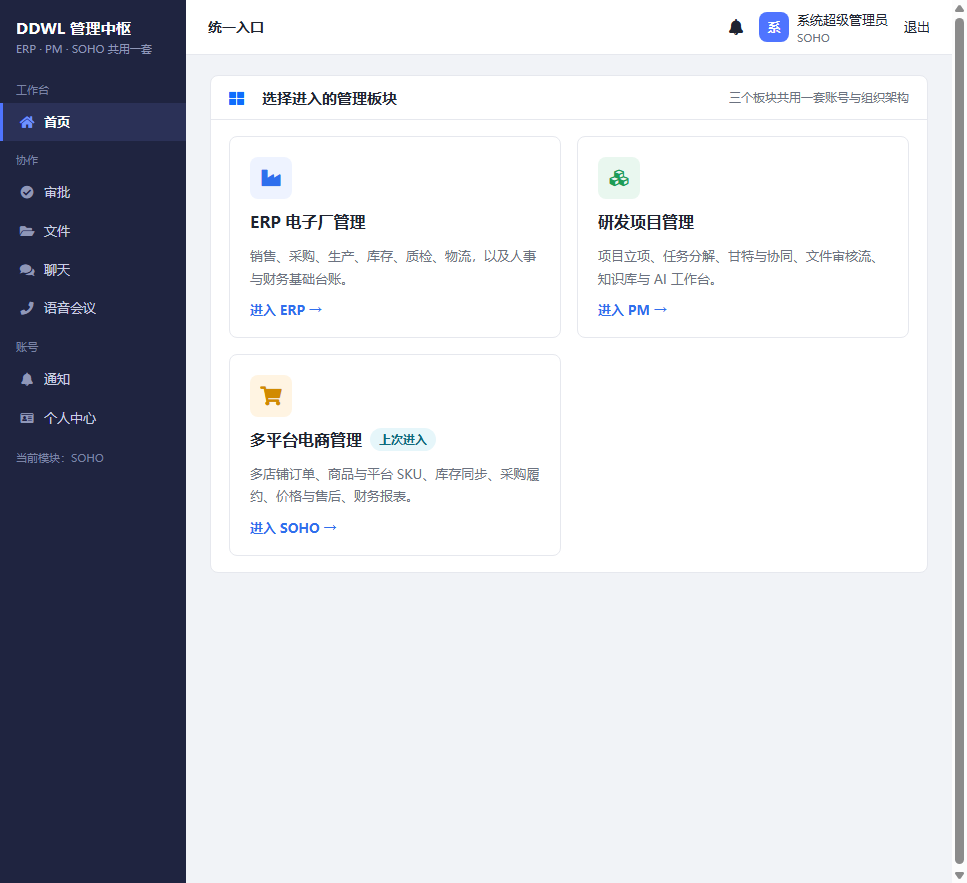 DDWL 管理中枢
ERP · PM · SOHO 共用一套
工作台
首页
协作
审批
文件
聊天
语音会议
账号
通知
个人中心
当前模块：SOHO
统一入口
系
系统超级管理员
SOHO
退出
选择进入的管理板块
三个板块共用一套账号与组织架构
ERP 电子厂管理
销售、采购、生产、库存、质检、物流，以及人事
与财务基础台账。
进入 ERP →
研发项目管理
项目立项、任务分解、甘特与协同、文件审核流、
知识库与 AI 工作台。
进入 PM →
多平台电商管理 上次进入
多店铺订单、商品与平台 SKU、库存同步、采购履
约、价格与售后、财务报表。
进入 SOHO →